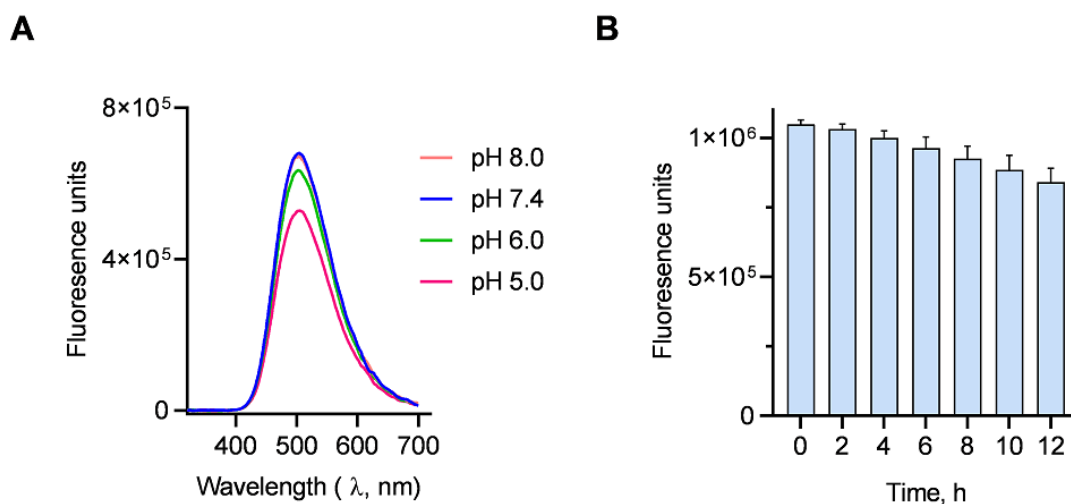 A
8×10⁵
4×10⁵
0
Fluoresence units
400 500 600 700
Wavelength ( λ, nm)
pH 8.0
pH 7.4
pH 6.0
pH 5.0
B
1×10⁶
5×10⁵
0
Fluoresence units
0 2 4 6 8 10 12
Time, h